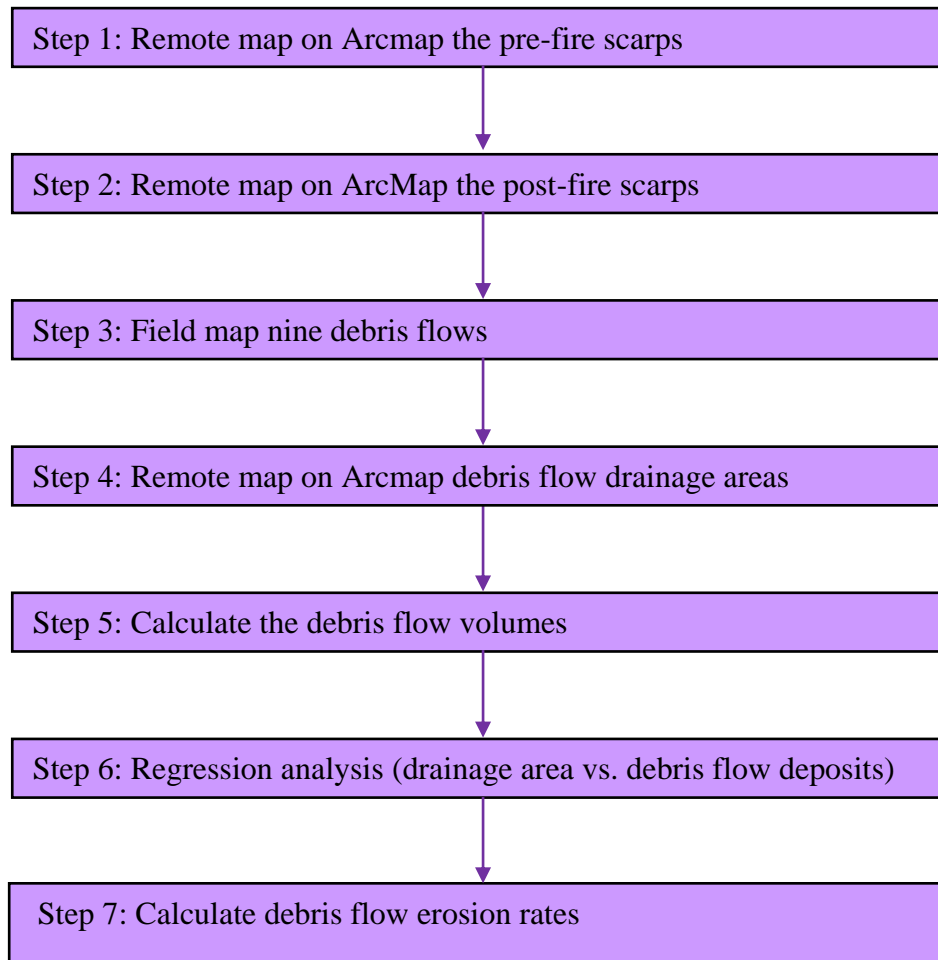 Step 1: Remote map on Arcmap the pre-fire scarps
Step 2: Remote map on ArcMap the post-fire scarps
Step 3: Field map nine debris flows
Step 4: Remote map on Arcmap debris flow drainage areas
Step 5: Calculate the debris flow volumes
Step 6: Regression analysis (drainage area vs. debris flow deposits)
Step 7: Calculate debris flow erosion rates